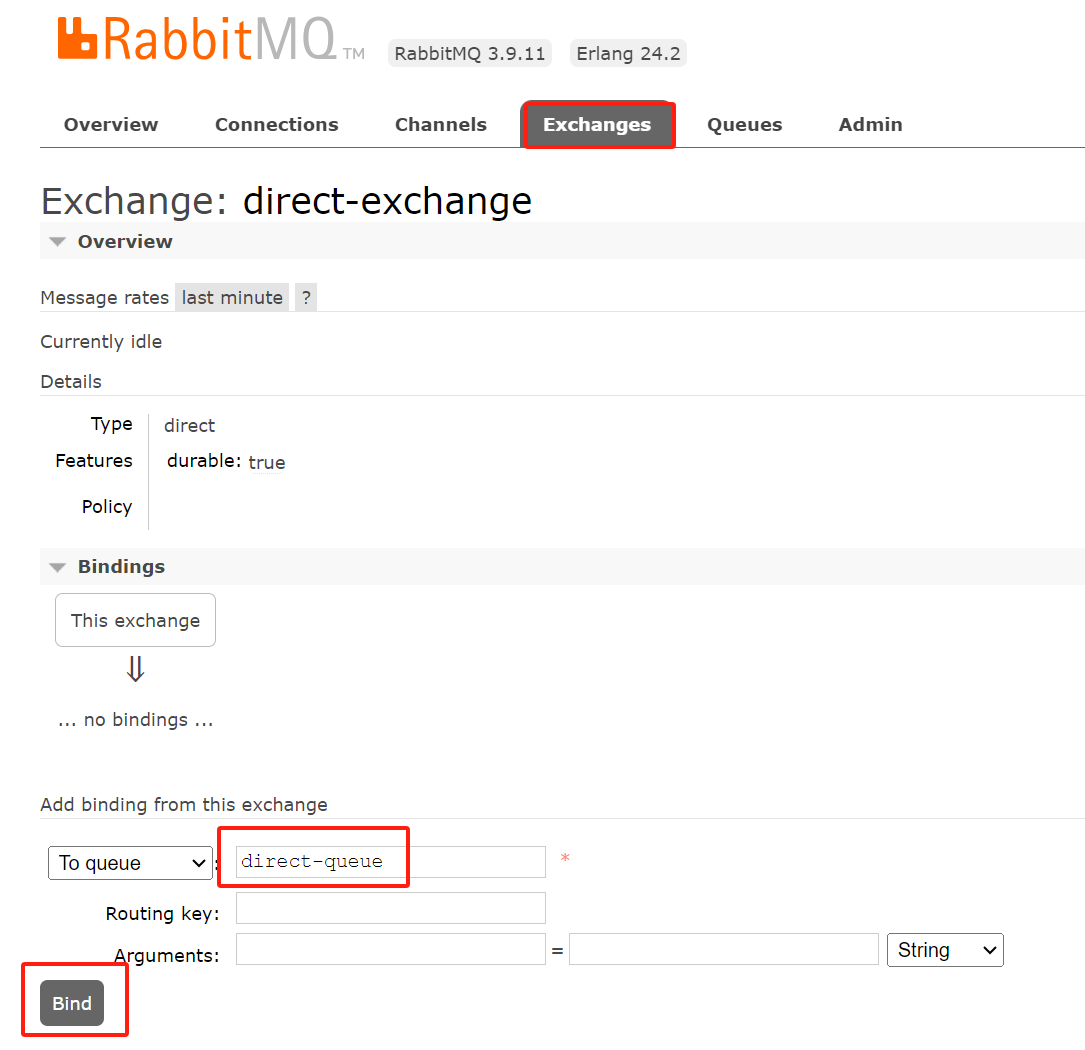 RabbitMQ TM RabbitMQ 3.9.11 Erlang 24.2
Overview Connections Channels Exchanges Queues Admin
Exchange: direct-exchange
Overview
Message rates last minute ?
Currently idle
Details
Type direct
Features durable: true
Policy
Bindings
This exchange
⇓
... no bindings ...
Add binding from this exchange
To queue : direct-queue *
Routing key:
Arguments: = String
Bind